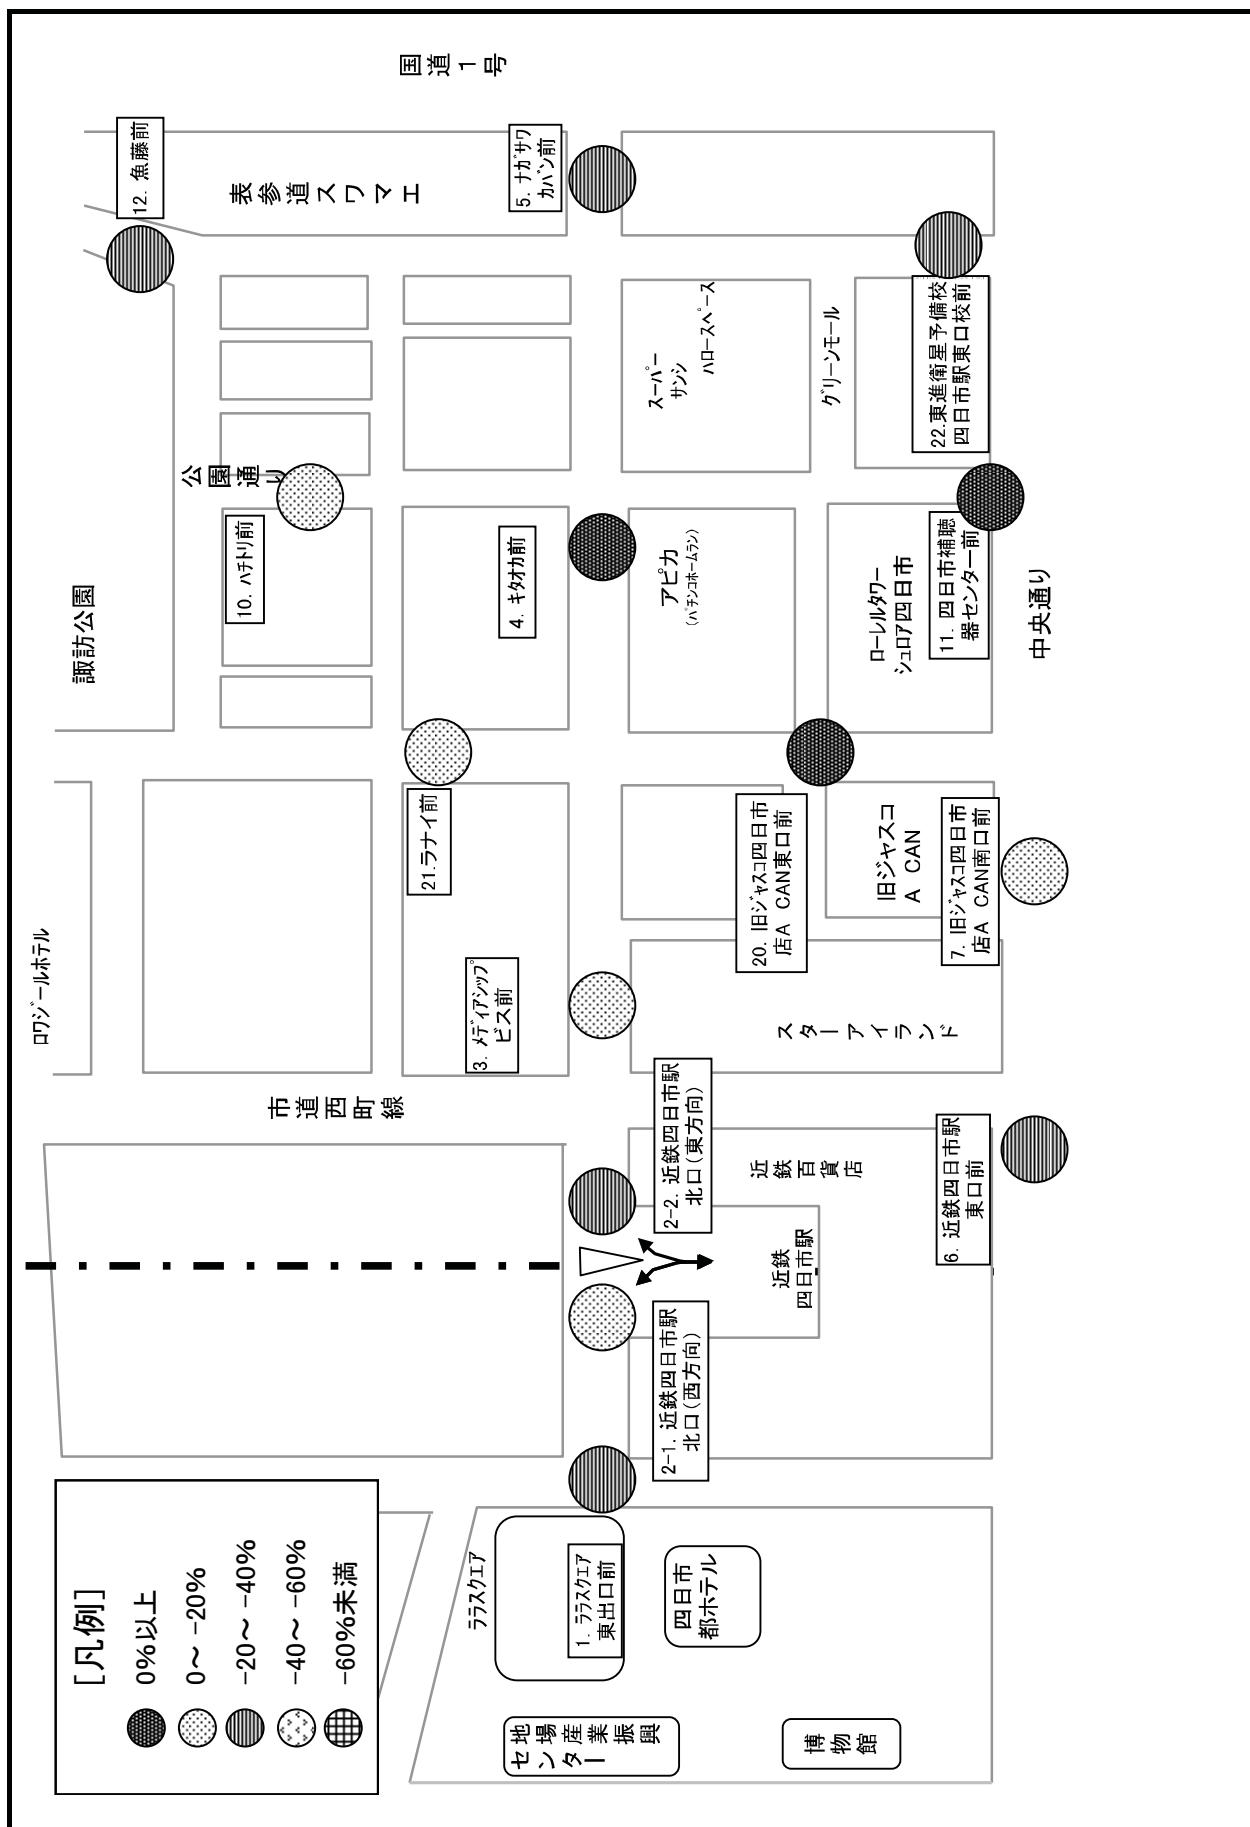 [凡例]
0%以上
0～ -20%
-20～ -40%
-40～ -60%
-60%未満
ロワジールホテル
諏訪公園
公園通り
市道西町線
表参道スワマエ
国道1号
12. 魚藤前
5. ﾅｶﾞｻﾜ
ｶﾊﾞﾝ前
10. ﾊﾁﾄﾘ前
4. ｷﾀｵｶ前
21.ラナイ前
3. ﾒﾃﾞｨｱｼｯﾌﾟ
ビス前
ララスクエア
1. ﾗﾗｽｸｴｱ
東出口前
2-1. 近鉄四日市駅
北口(西方向)
2-2. 近鉄四日市駅
北口(東方向)
地場産業振興
センター
四日市
都ホテル
博物館
近鉄
四日市駅
近鉄百貨店
スターアイランド
アピカ
(ﾊﾟﾁﾝｺﾎｰﾑﾗﾝ)
スーパー
サンシ
ﾊﾛｰｽﾍﾟｰｽ
グリーンモール
20. 旧ｼﾞｬｽｺ四日市
店A CAN東口前
旧ジャスコ
A CAN
7. 旧ｼﾞｬｽｺ四日市
店A CAN南口前
ローレルタワー
シュロア四日市
11. 四日市補聴
器センター前
22.東進衛星予備校
四日市駅東口校前
6. 近鉄四日市駅
東口前
中央通り